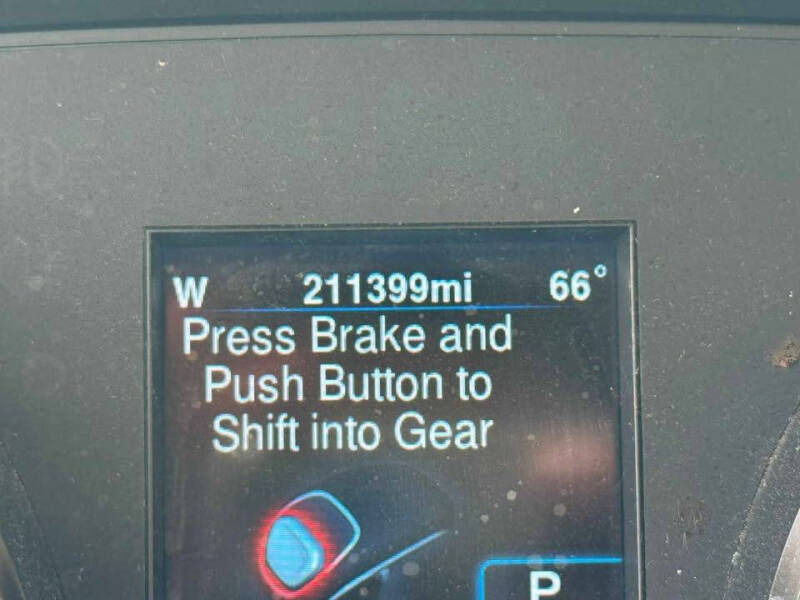 W 211399mi 66°
Press Brake and
Push Button to
Shift into Gear
P